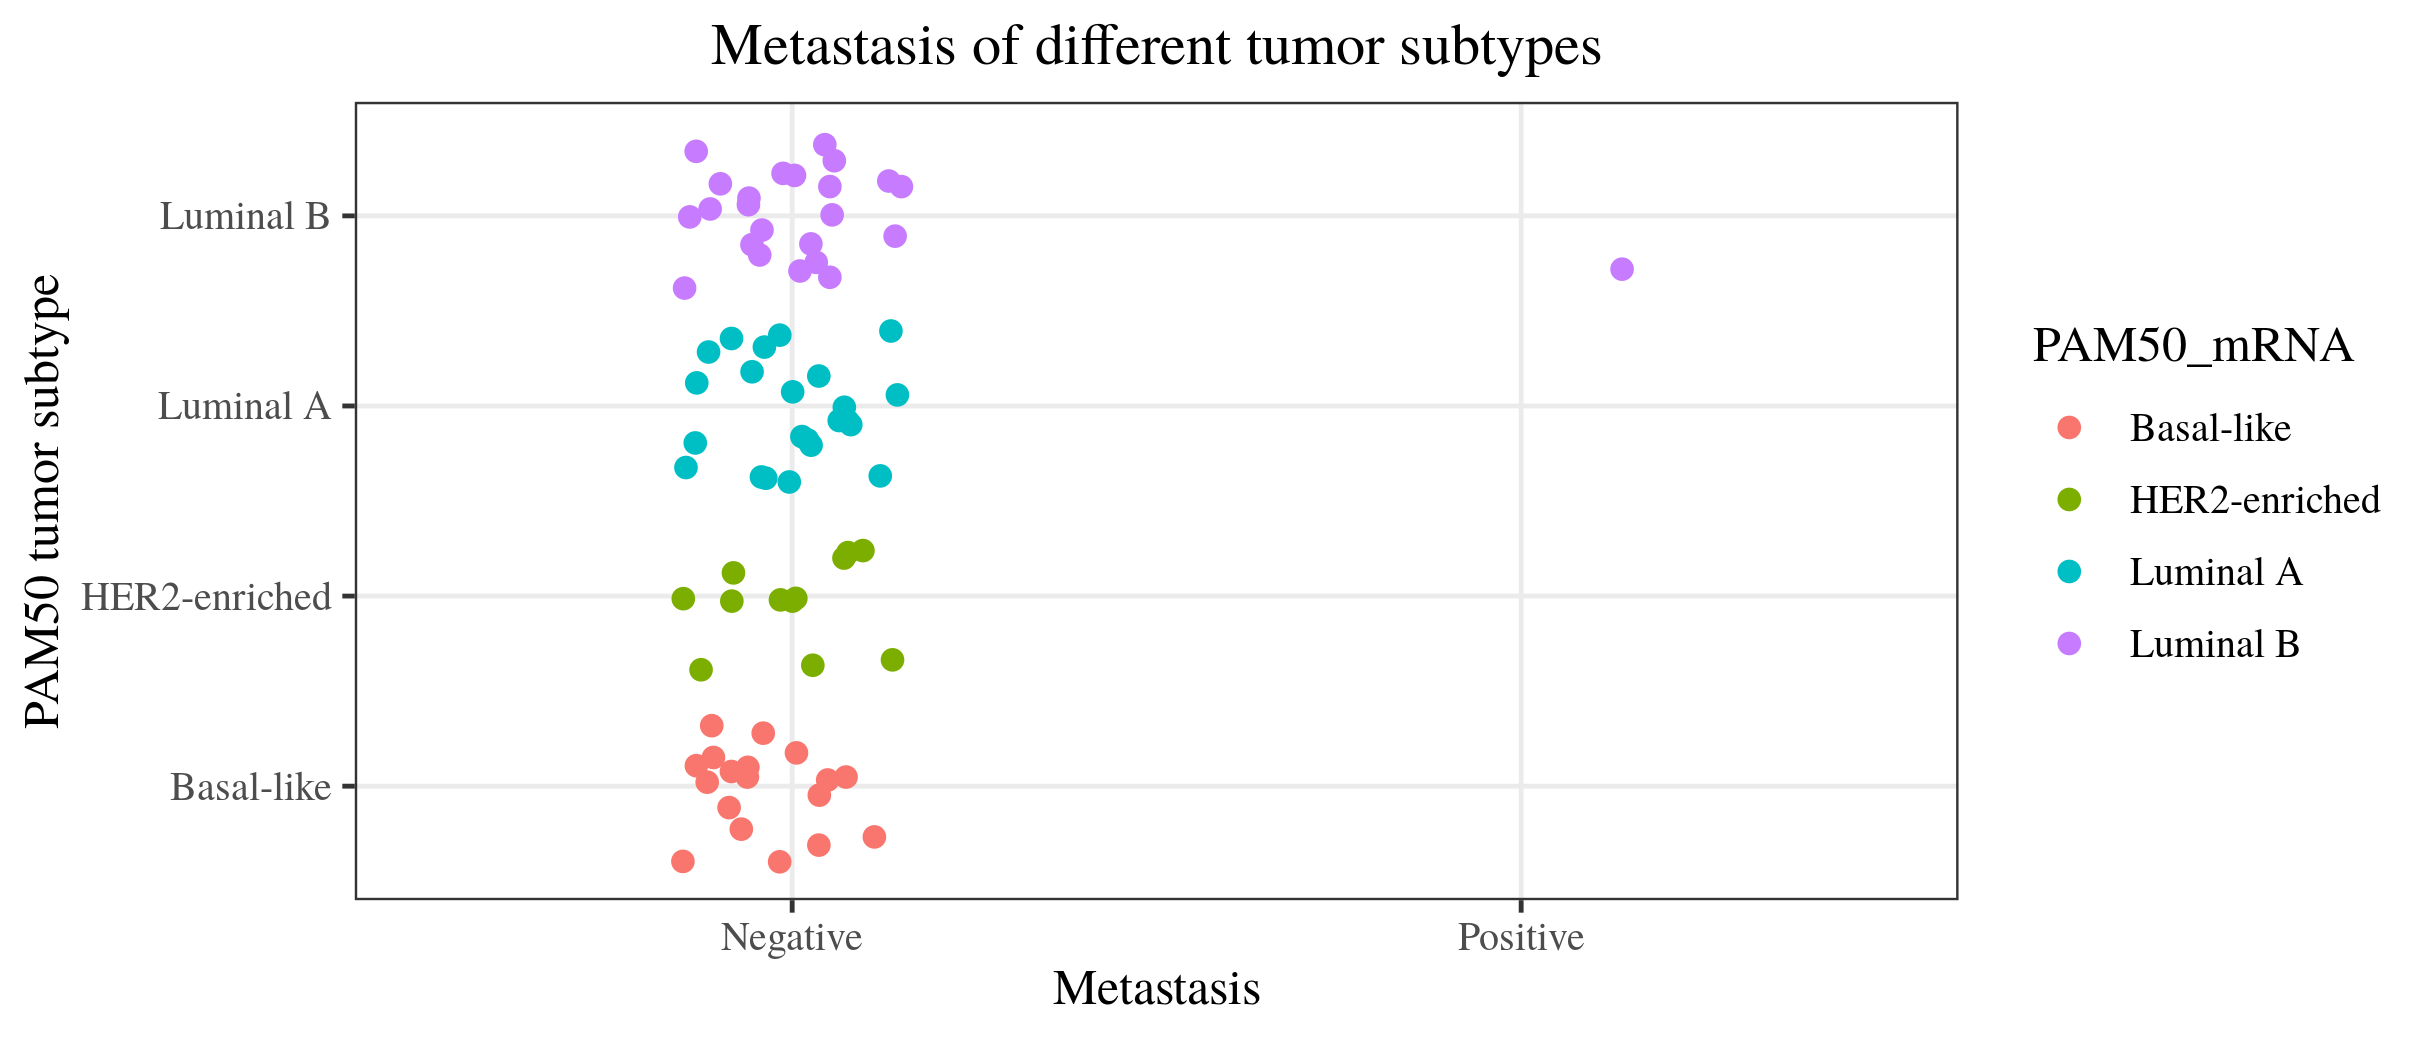 Metastasis of different tumor subtypes
PAM50 tumor subtype
Luminal B
Luminal A
HER2-enriched
Basal-like
Negative
Positive
Metastasis
PAM50_mRNA
Basal-like
HER2-enriched
Luminal A
Luminal B